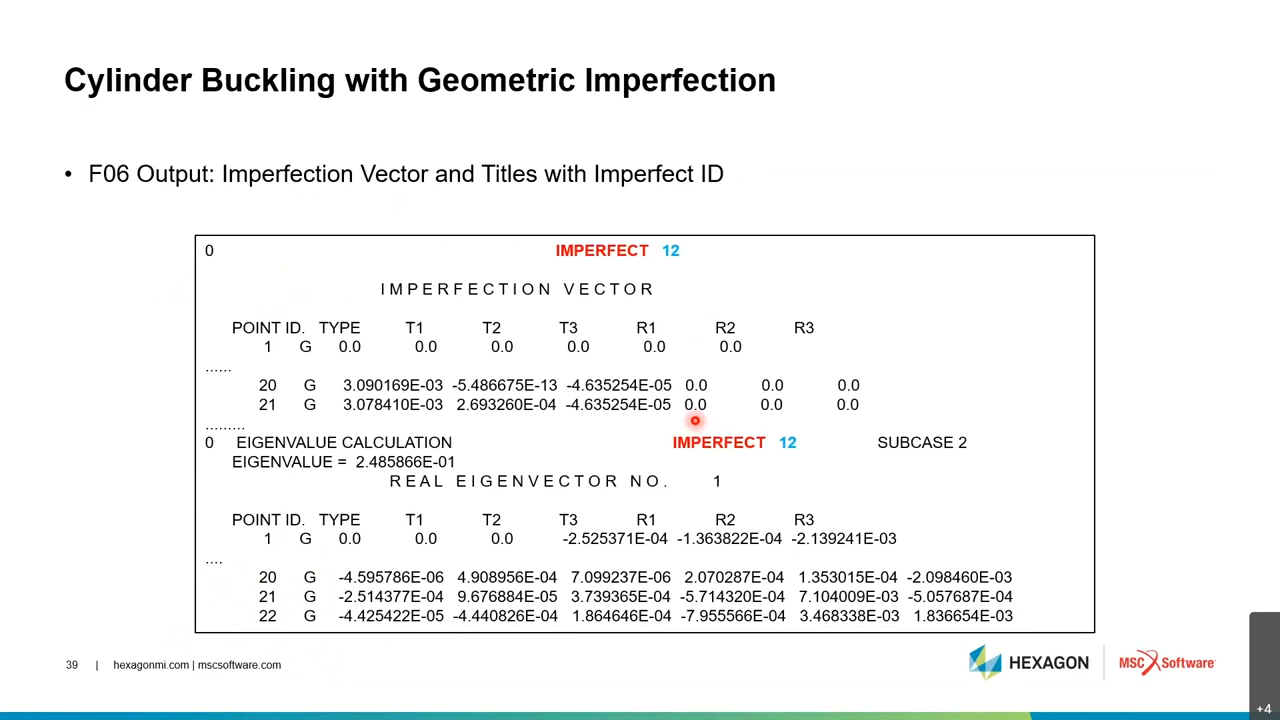 Cylinder Buckling with Geometric Imperfection
• F06 Output: Imperfection Vector and Titles with Imperfect ID
0 IMPERFECT 12
I M P E R F E C T I O N V E C T O R
POINT ID. TYPE T1 T2 T3 R1 R2 R3
1 G 0.0 0.0 0.0 0.0 0.0 0.0
......
20 G 3.090169E-03 -5.486675E-13 -4.635254E-05 0.0 0.0 0.0
21 G 3.078410E-03 2.693260E-04 -4.635254E-05 0.0 0.0 0.0
.........
0 EIGENVALUE CALCULATION IMPERFECT 12 SUBCASE 2
EIGENVALUE = 2.485866E-01
R E A L E I G E N V E C T O R N O . 1
POINT ID. TYPE T1 T2 T3 R1 R2 R3
1 G 0.0 0.0 0.0 -2.525371E-04 -1.363822E-04 -2.139241E-03
....
20 G -4.595786E-06 4.908956E-04 7.099237E-06 2.070287E-04 1.353015E-04 -2.098460E-03
21 G -2.514377E-04 9.676884E-05 3.739365E-04 -5.714320E-04 7.104009E-03 -5.057687E-04
22 G -4.425422E-05 -4.440826E-04 1.864646E-04 -7.955566E-04 3.468338E-03 1.836654E-03
39 | hexagonmi.com | mscsoftware.com
HEXAGON
MSC Software
+4